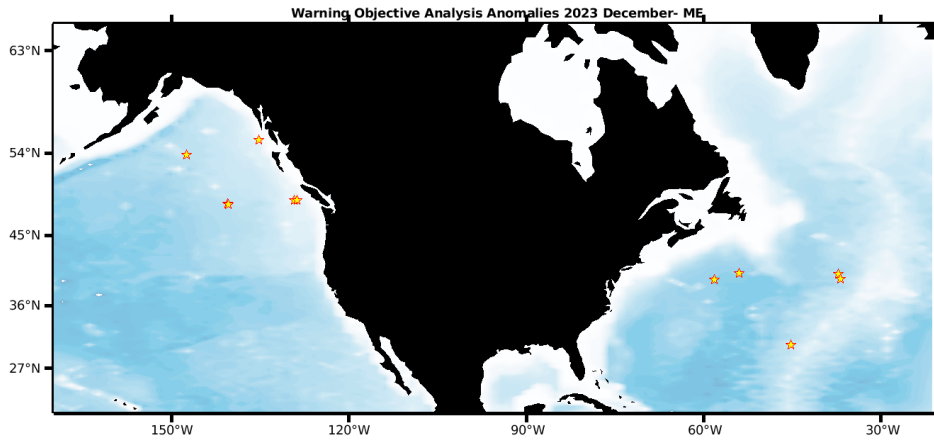 Warning Objective Analysis Anomalies 2023 December- ME
63°N
54°N
45°N
36°N
27°N
150°W 120°W 90°W 60°W 30°W